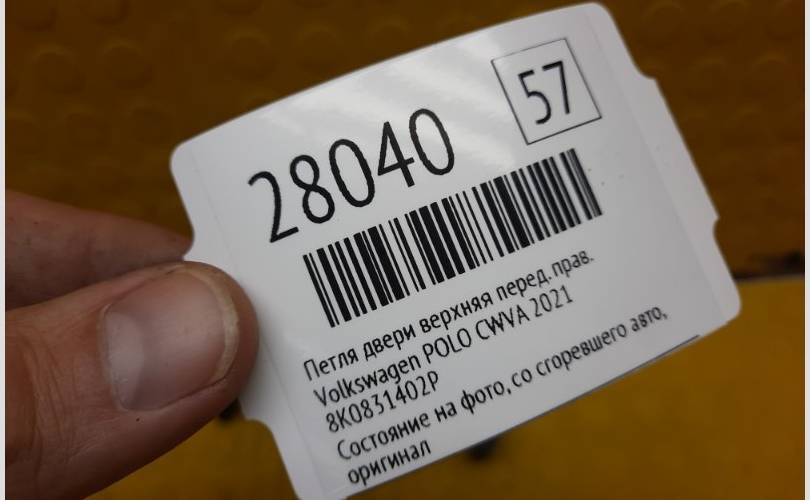 57
28040
Петля двери верхняя перед. прав.
Volkswagen POLO CWVA 2021
8K0831402P
Состояние на фото, со сгоревшего авто,
оригинал